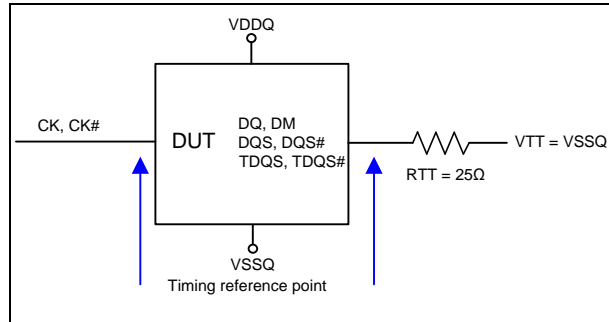 VDDQ
CK, CK#
DUT
DQ, DM
DQS, DQS#
TDQS, TDQS#
VTT = VSSQ
RTT = 25Ω
VSSQ
Timing reference point